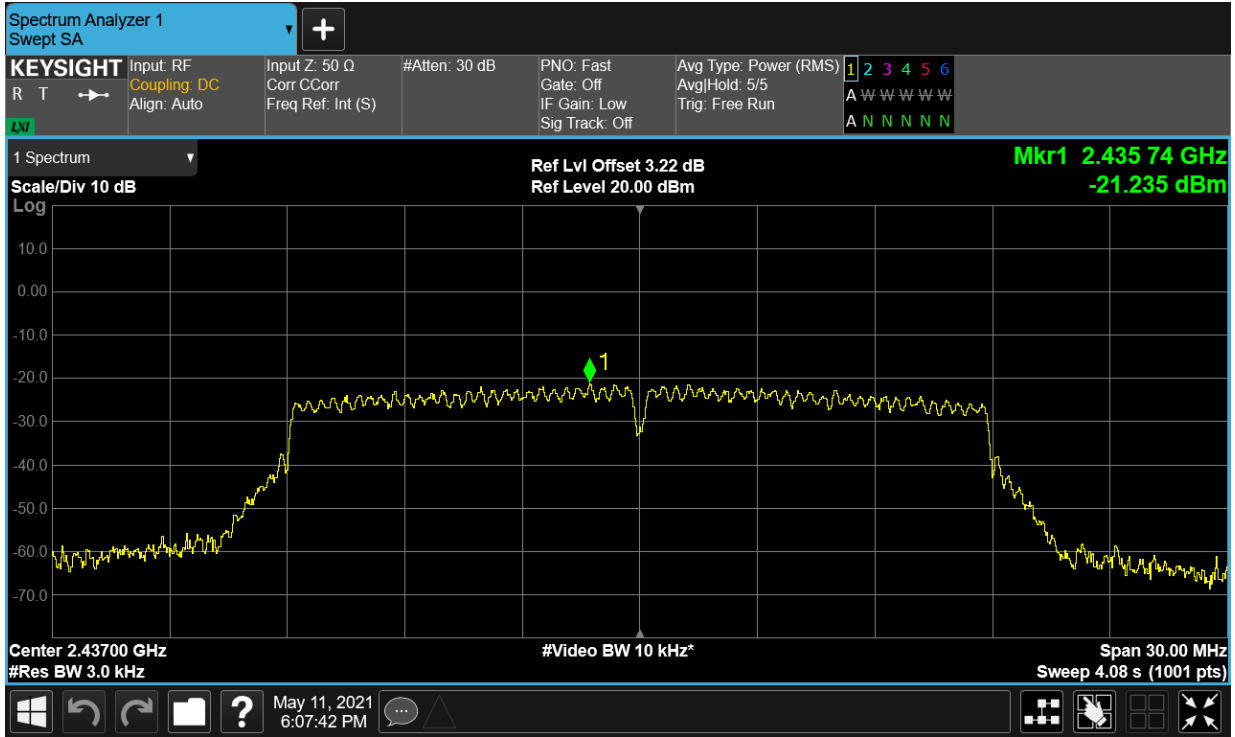 Spectrum Analyzer 1
Swept SA
KEYSIGHT
R T
LXI
Input: RF
Coupling: DC
Align: Auto
Input Z: 50 Ω
Corr CCorr
Freq Ref: Int (S)
#Atten: 30 dB
PNO: Fast
Gate: Off
IF Gain: Low
Sig Track: Off
Avg Type: Power (RMS)
Avg|Hold: 5/5
Trig: Free Run
1 2 3 4 5 6
A W W W W W
A N N N N N
1 Spectrum
Scale/Div 10 dB
Log
Ref Lvl Offset 3.22 dB
Ref Level 20.00 dBm
Mkr1 2.435 74 GHz
-21.235 dBm
10.0
0.00
-10.0
-20.0
-30.0
-40.0
-50.0
-60.0
-70.0
1
Center 2.43700 GHz
#Res BW 3.0 kHz
#Video BW 10 kHz*
Span 30.00 MHz
Sweep 4.08 s (1001 pts)
?
May 11, 2021
6:07:42 PM